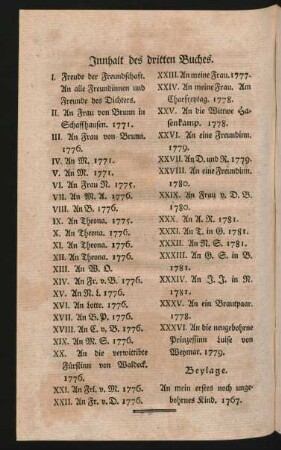 Innhalt des dritten Buches.
I. Freude der Freundschaft.
An alle Freundinnen und
Freunde des Dichters.
II. An Frau von Brunn in
Schaffhausen. 1771.
III. An Frau von Brunn.
1776.
IV. An M. 1771.
V. An M. 1771.
VI. An Frau N. 1775.
VII. An M. A. 1776.
VIII. An B. 1776.
IX. An Theona. 1775.
X. An Theona. 1776.
XI. An Theona. 1776.
XII. An Theona. 1776.
XIII. An W. O.
XIV. An Fr. v. B. 1776.
XV. An N. L. 1776.
XVI. An Lotte. 1776.
XVII. An B. P. 1776.
XVIII. An C. v. B. 1776.
XIX. An M. S. 1776.
XX. An die verwittibte
Fürstinn von Waldeck.
1776.
XXI. An Frl. v. M. 1776.
XXII. An Fr. v. D. 1776.
XXIII. An meine Frau. 1777.
XXIV. An meine Frau. Am
Charfreytag. 1778.
XXV. An die Wittwe Ha-
senkamp. 1778.
XXVI. An eine Freundinn.
1779.
XXVII. An D. und R. 1779.
XXVIII. An eine Freundinn.
1780.
XXIX. An Frau v. D. B.
1780.
XXX. An A. R. 1781.
XXXI. An T. in G. 1781.
XXXII. An N. S. 1781.
XXXIII. An G. S. in B.
1781.
XXXIV. An J. J. in N.
1781.
XXXV. An ein Brautpaar.
1778.
XXXVI. An die neugebohrne
Prinzessinn Luise von
Weymar. 1779.
Beylage.
An mein erstes noch unge-
bohrnes Kind. 1767.